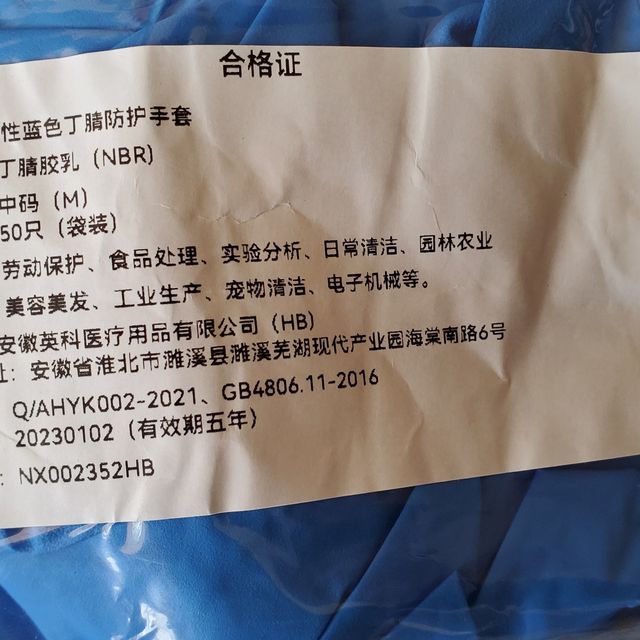 合格证
性蓝色丁腈防护手套
丁腈胶乳（NBR)
中码（M）
50只（袋装）
劳动保护、食品处理、实验分析、日常清洁、园林农业
美容美发、工业生产、宠物清洁、电子机械等。
安徽英科医疗用品有限公司（HB）
址：安徽省淮北市濉溪县濉溪芜湖现代产业园海棠南路6号
Q/AHYK002-2021、GB4806.11-2016
20230102（有效期五年）
：NX002352HB